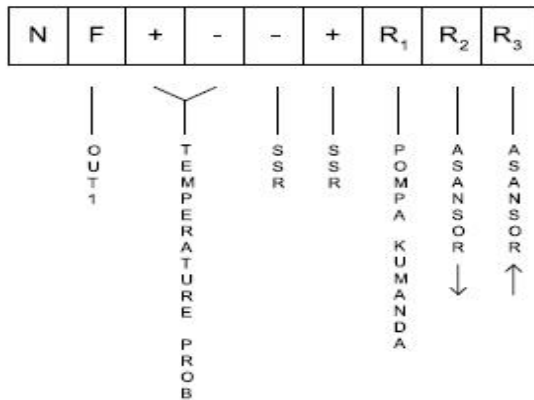 N F + - - + R₁ R₂ R₃
OUT1
TEMPERATURE PROB
SSR
SSR
POMPA KUMANDA
ASANSOR ↓
ASANSOR ↑